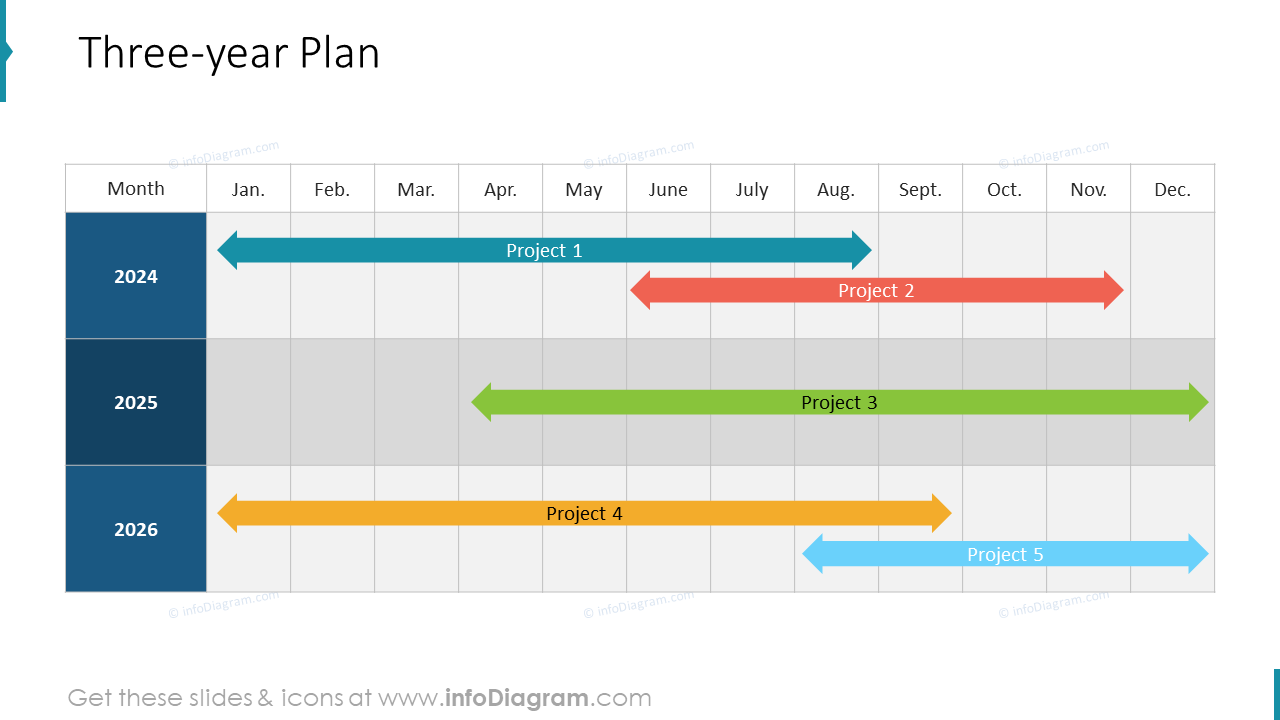 Three-year Plan
© infoDiagram.com © infoDiagram.com © infoDiagram.com
Month Jan. Feb. Mar. Apr. May June July Aug. Sept. Oct. Nov. Dec.
Project 1
2024
Project 2
2025 Project 3
Project 4
2026
Project 5
© infoDiagram.com © infoDiagram.com © infoDiagram.com
Get these slides & icons at www.infoDiagram.com